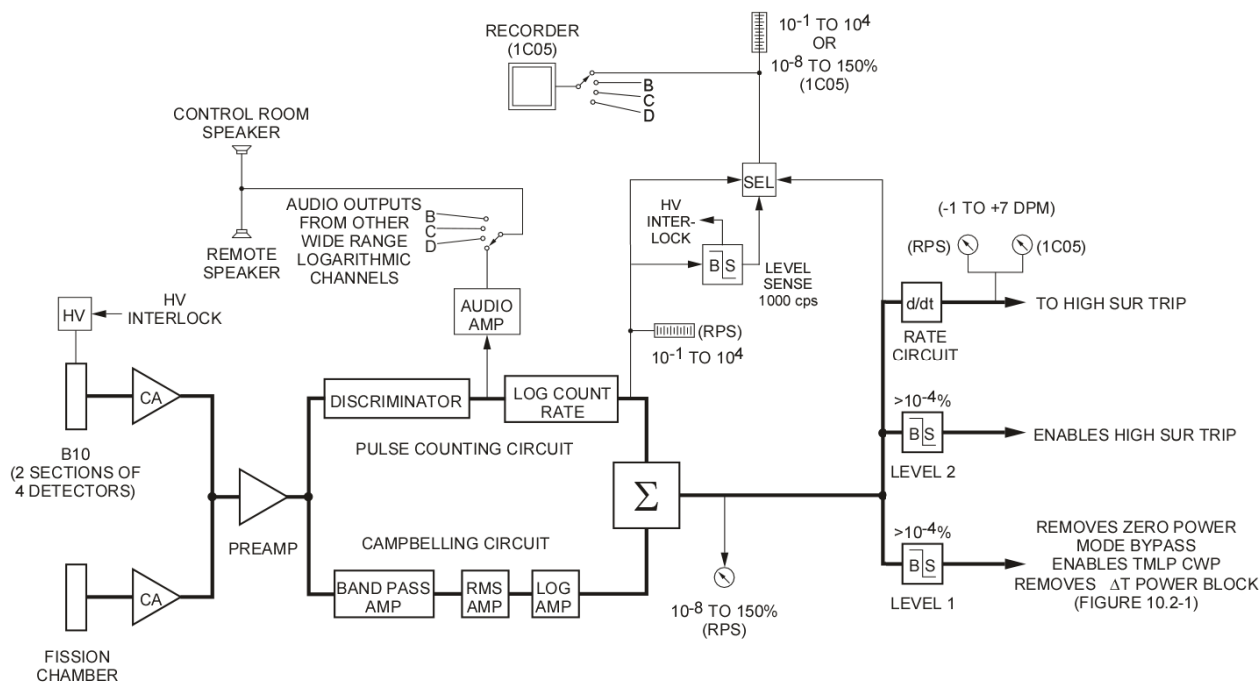 RECORDER
(1C05)
10-1 TO 104
OR
10-8 TO 150%
(1C05)
B
C
D
CONTROL ROOM
SPEAKER
REMOTE
SPEAKER
AUDIO OUTPUTS
FROM OTHER
WIDE RANGE
LOGARITHMIC
CHANNELS
B
C
D
AUDIO
AMP
SEL
HV
INTER-
LOCK
B S
LEVEL
SENSE
1000 cps
(RPS)
10-1 TO 104
(-1 TO +7 DPM)
(RPS)
(1C05)
d/dt
RATE
CIRCUIT
TO HIGH SUR TRIP
HV
HV
INTERLOCK
CA
B10
(2 SECTIONS OF
4 DETECTORS)
PREAMP
CA
FISSION
CHAMBER
DISCRIMINATOR
LOG COUNT
RATE
PULSE COUNTING CIRCUIT
Σ
CAMPBELLING CIRCUIT
BAND PASS
AMP
RMS
AMP
LOG
AMP
10-8 TO 150%
(RPS)
>10-4%
B S
LEVEL 2
ENABLES HIGH SUR TRIP
>10-4%
B S
LEVEL 1
REMOVES ZERO POWER
MODE BYPASS
ENABLES TMLP CWP
REMOVES ΔT POWER BLOCK
(FIGURE 10.2-1)